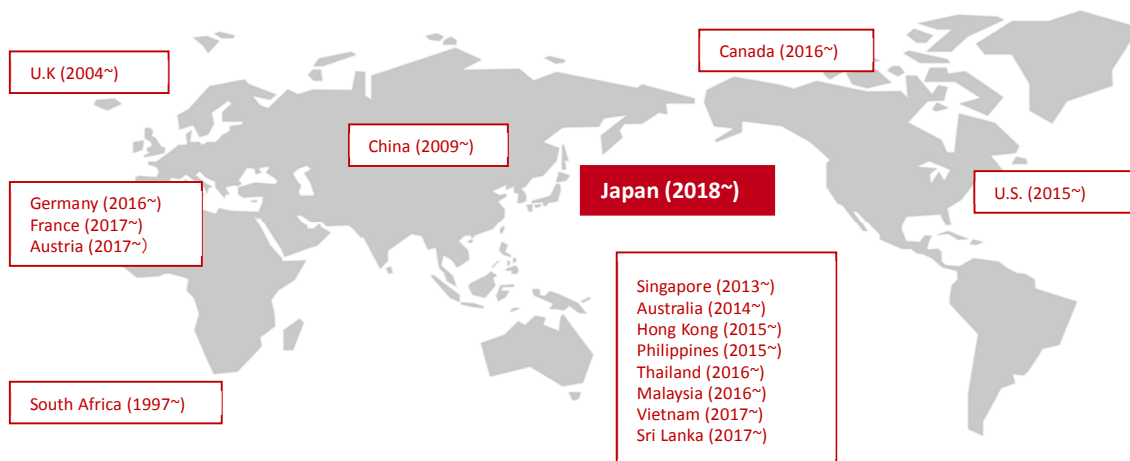 U.K (2004~)
Canada (2016~)
China (2009~)
Japan (2018~)
U.S. (2015~)
Germany (2016~)
France (2017~)
Austria (2017~)
Singapore (2013~)
Australia (2014~)
Hong Kong (2015~)
Philippines (2015~)
Thailand (2016~)
Malaysia (2016~)
Vietnam (2017~)
Sri Lanka (2017~)
South Africa (1997~)